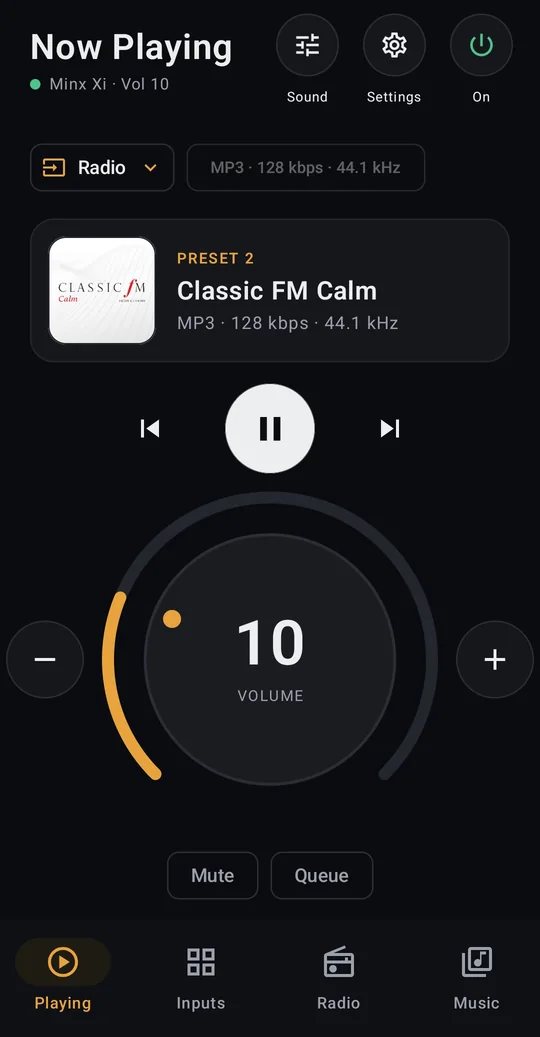 Now Playing
Minx Xi · Vol 10
Sound
Settings
On
Radio
MP3 · 128 kbps · 44.1 kHz
CLASSIC fM
Calm
PRESET 2
Classic FM Calm
MP3 · 128 kbps · 44.1 kHz
10
VOLUME
Mute
Queue
Playing
Inputs
Radio
Music